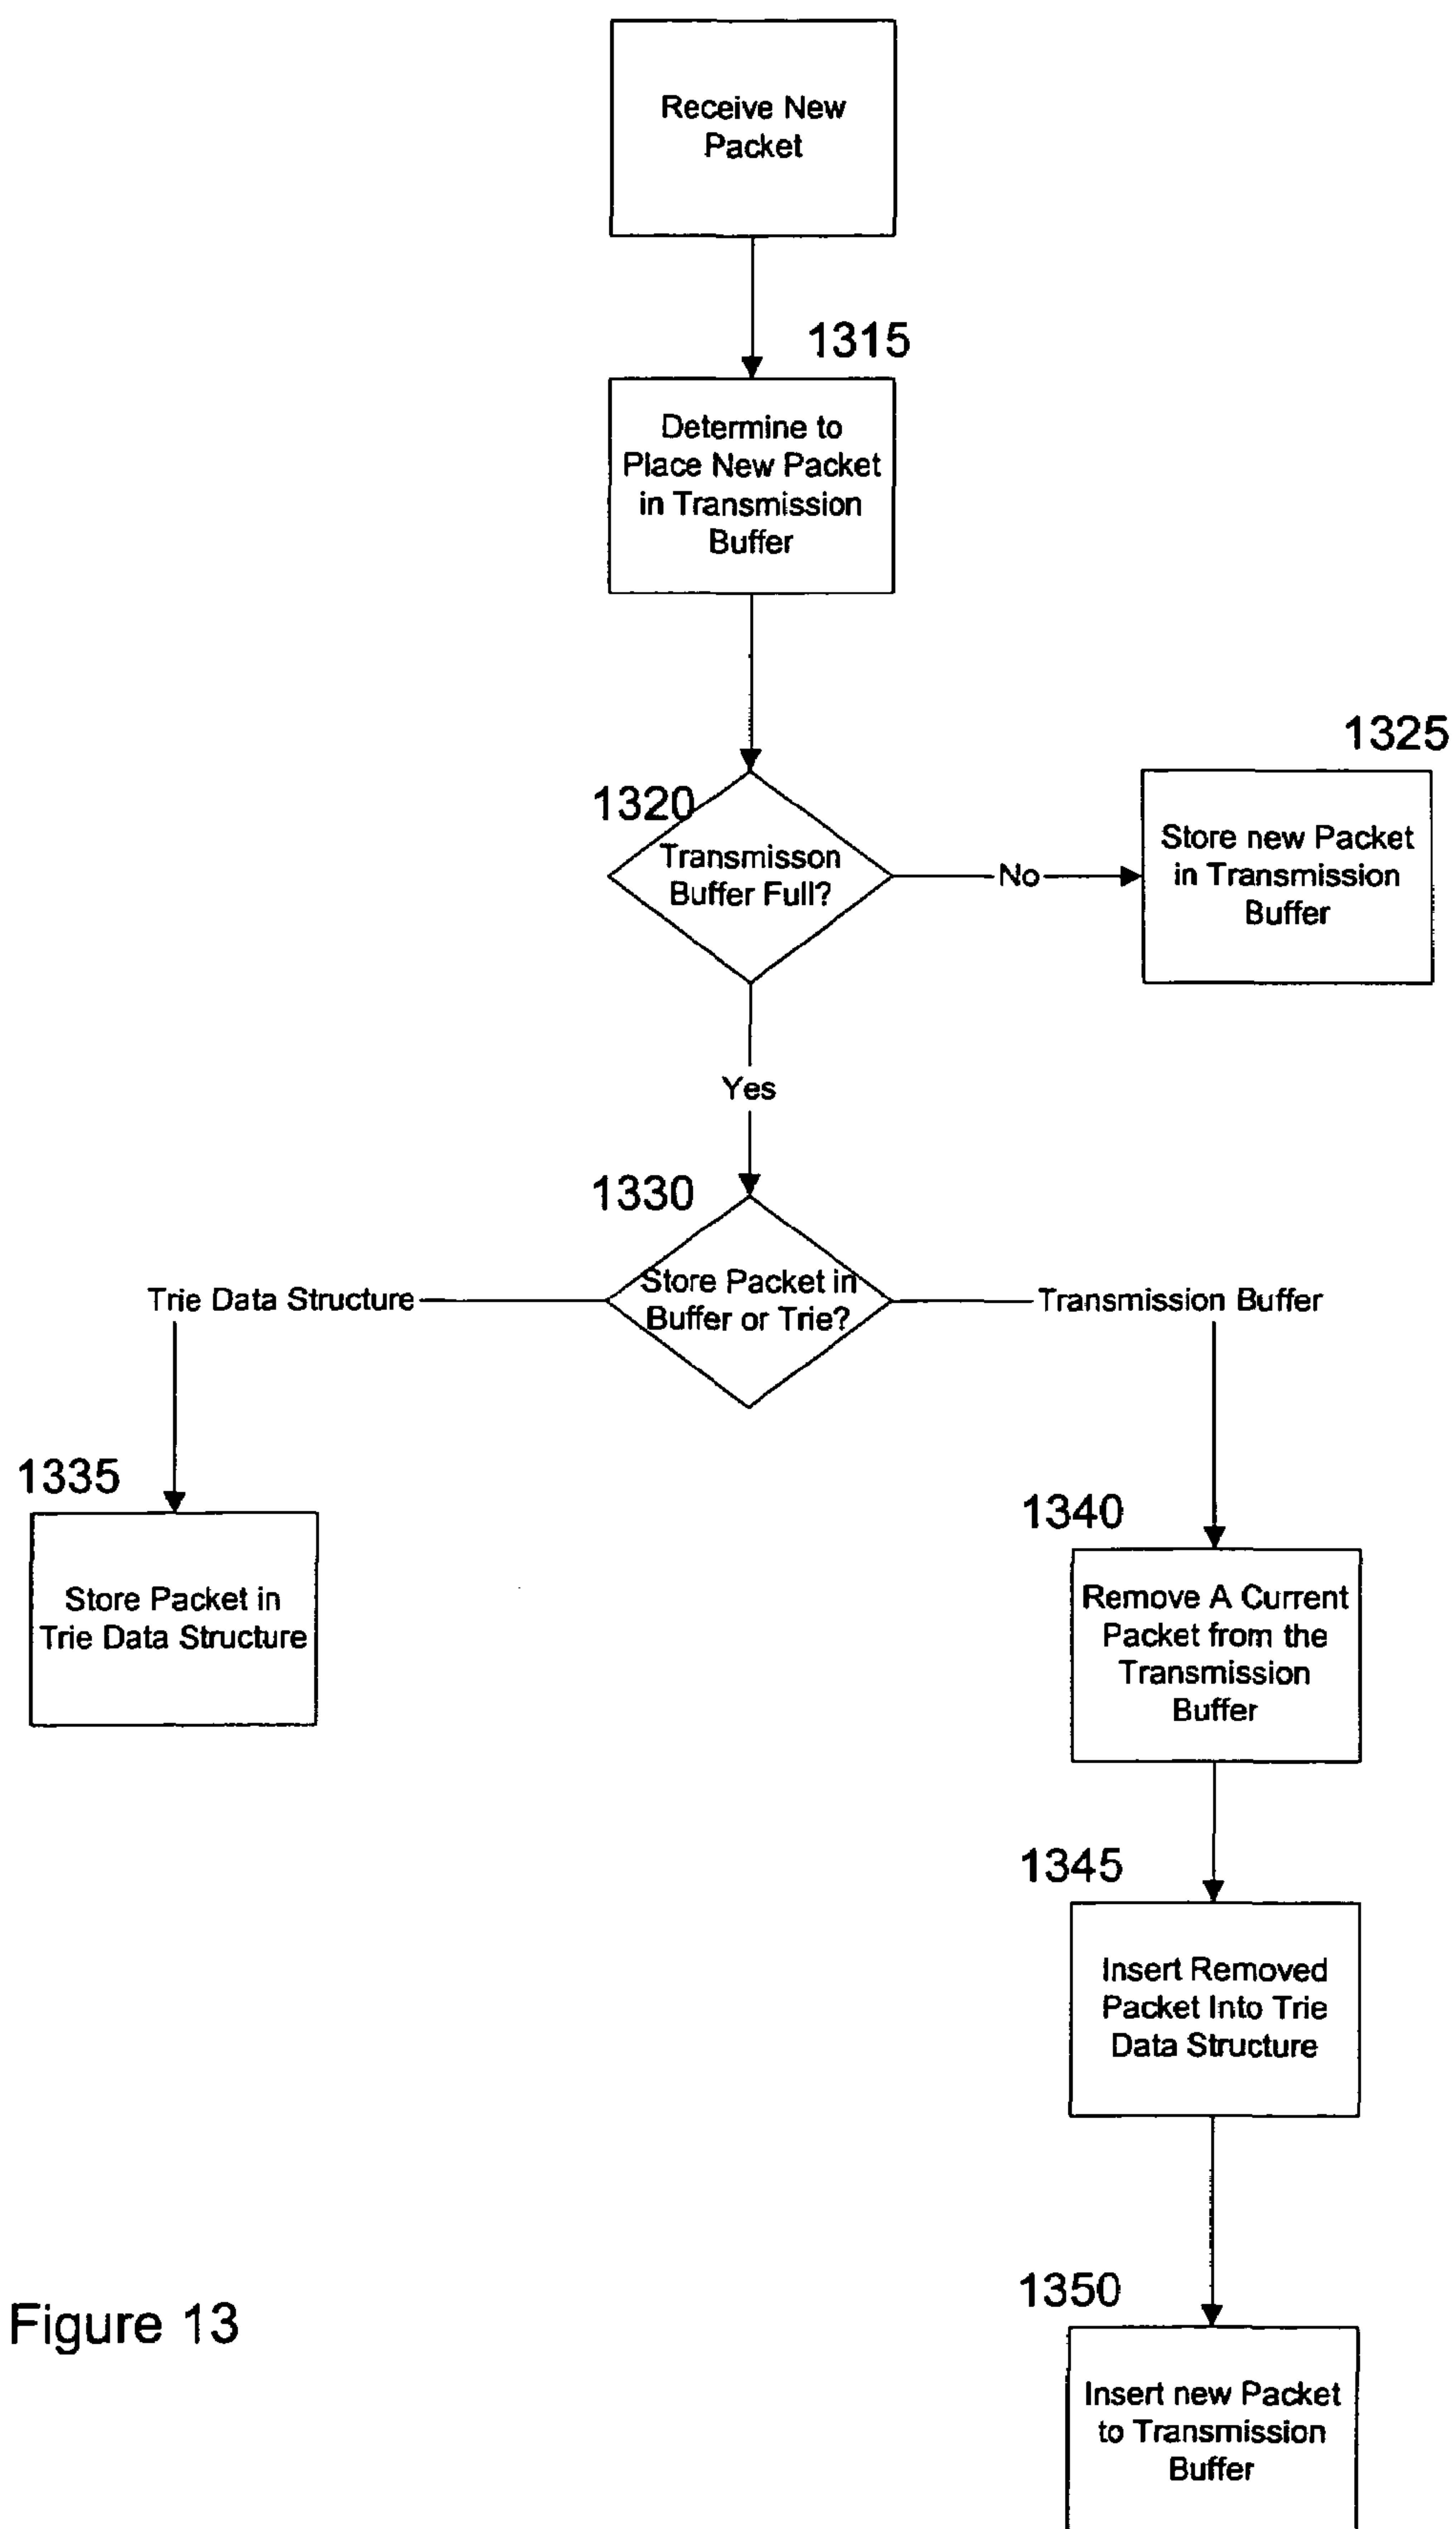 Receive New
Packet
1315
Determine to
Place New Packet
in Transmission
Buffer
1325
1320
Transmisson
Buffer Full?
No
Store new Packet
in Transmission
Buffer
Yes
1330
Store Packet in
Buffer or Trie?
Trie Data Structure
Transmission Buffer
1335
Store Packet in
Trie Data Structure
1340
Remove A Current
Packet from the
Transmission
Buffer
1345
Insert Removed
Packet Into Trie
Data Structure
1350
Insert new Packet
to Transmission
Buffer
Figure 13